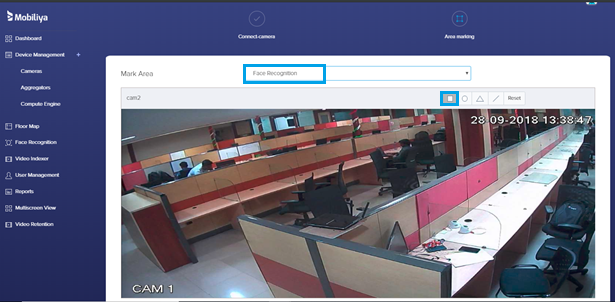 Mobiliya
Connect-camera
Area marking
Dashboard
Device Management +
Cameras
Aggregators
Compute Engine
Floor Map
Face Recognition
Video Indexer
User Management
Reports
Multiscreen View
Video Retention
Mark Area
Face Recognition
cam2
Reset
28-09-2018 13:38:47
CAM 1